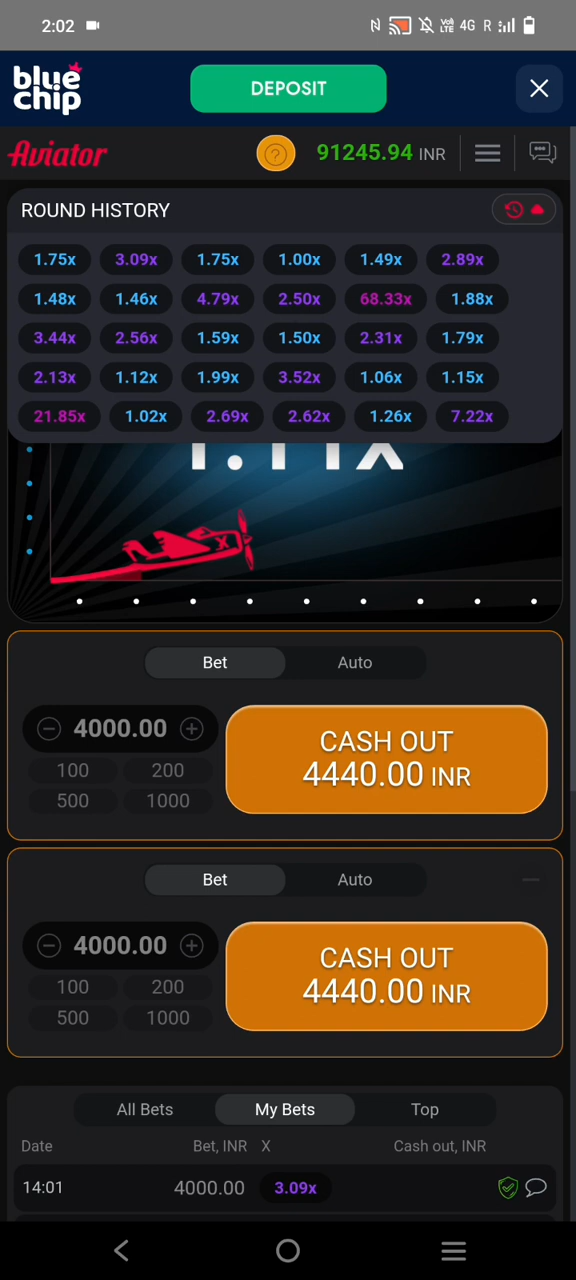 2:02 VoLTE 4G R
blue chip
DEPOSIT
Aviator ? 91245.94 INR
ROUND HISTORY
1.75x 3.09x 1.75x 1.00x 1.49x 2.89x
1.48x 1.46x 4.79x 2.50x 68.33x 1.88x
3.44x 2.56x 1.59x 1.50x 2.31x 1.79x
2.13x 1.12x 1.99x 3.52x 1.06x 1.15x
21.85x 1.02x 2.69x 2.62x 1.26x 7.22x
1.11x
X
Bet Auto
4000.00
100 200
500 1000
CASH OUT
4440.00 INR
Bet Auto
4000.00
100 200
500 1000
CASH OUT
4440.00 INR
All Bets My Bets Top
Date Bet, INR X Cash out, INR
14:01 4000.00 3.09x